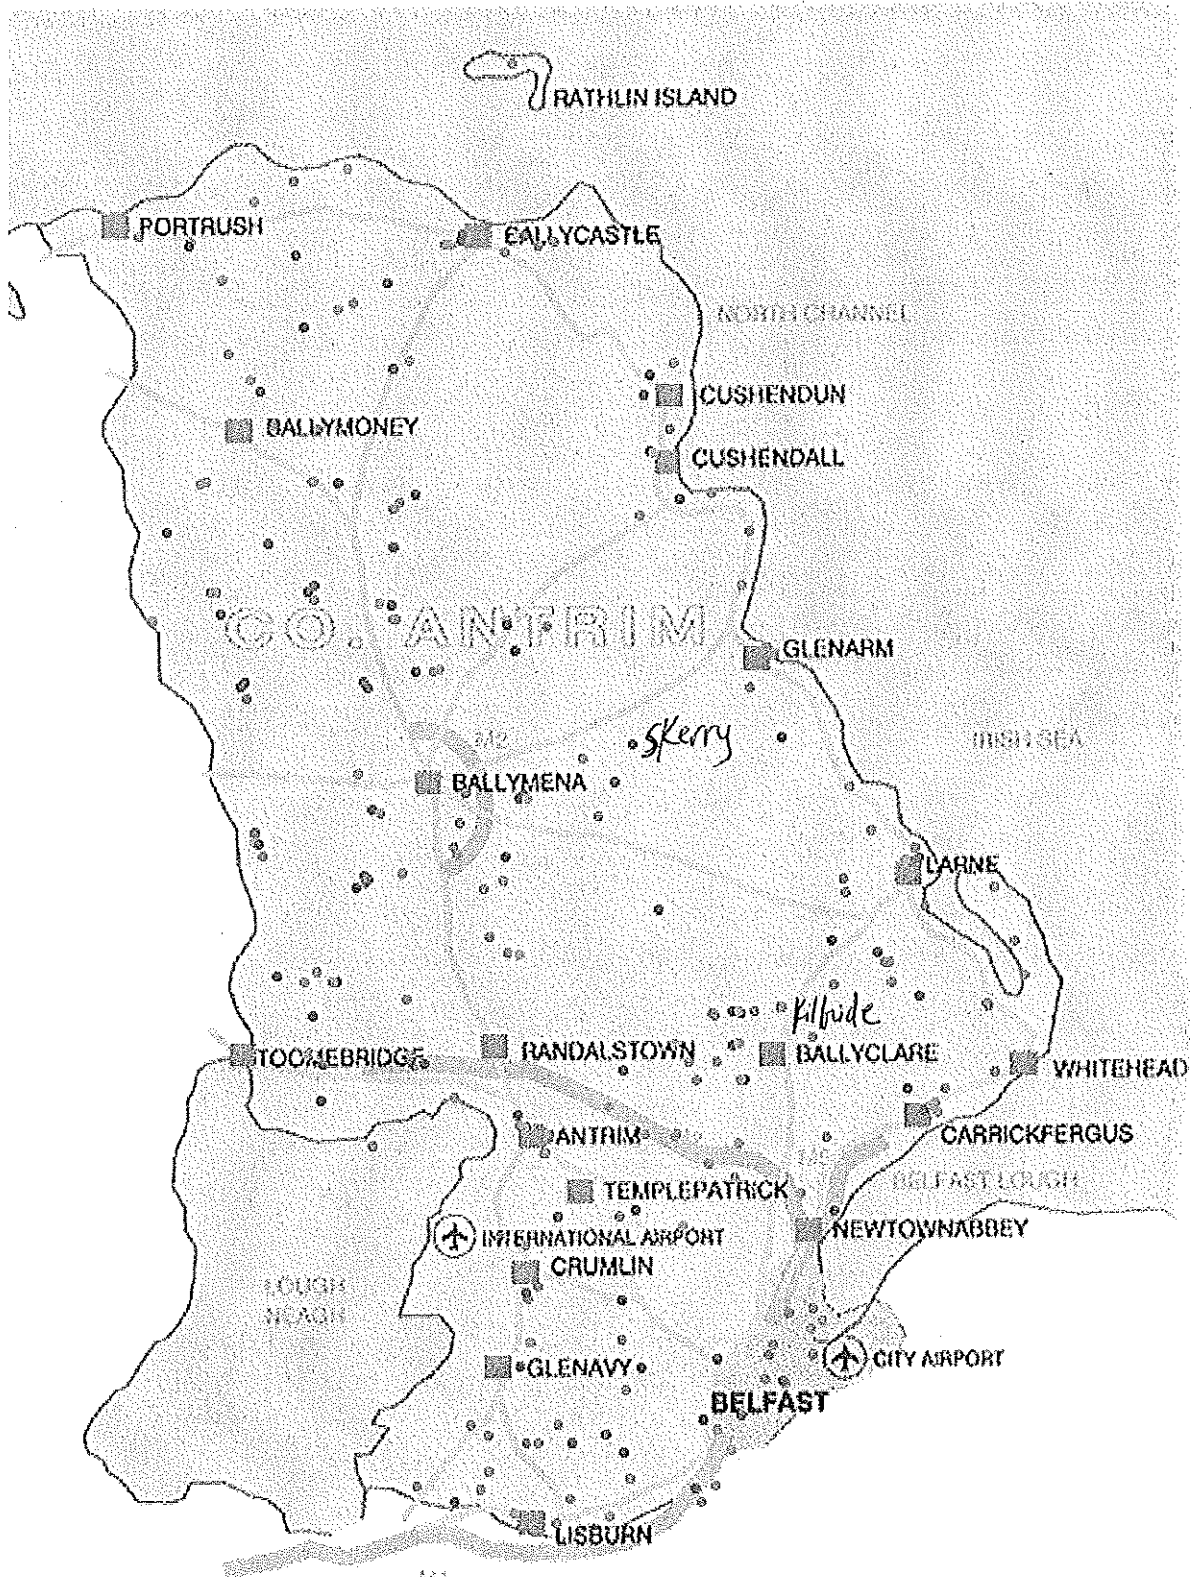 RATHLIN ISLAND
PORTRUSH
BALLYCASTLE
NORTH CHANNEL
CUSHENDUN
BALLYMONEY
CUSHENDALL
CO. ANTRIM
GLENARM
Skerry
M2
IRISH SEA
BALLYMENA
LARNE
Kilbride
TOOMEBRIDGE
RANDALSTOWN
BALLYCLARE
WHITEHEAD
ANTRIM
CARRICKFERGUS
BELFAST LOUGH
TEMPLEPATRICK
NEWTOWNABBEY
INTERNATIONAL AIRPORT
CRUMLIN
LOUGH
NEAGH
GLENAVY
CITY AIRPORT
BELFAST
LISBURN